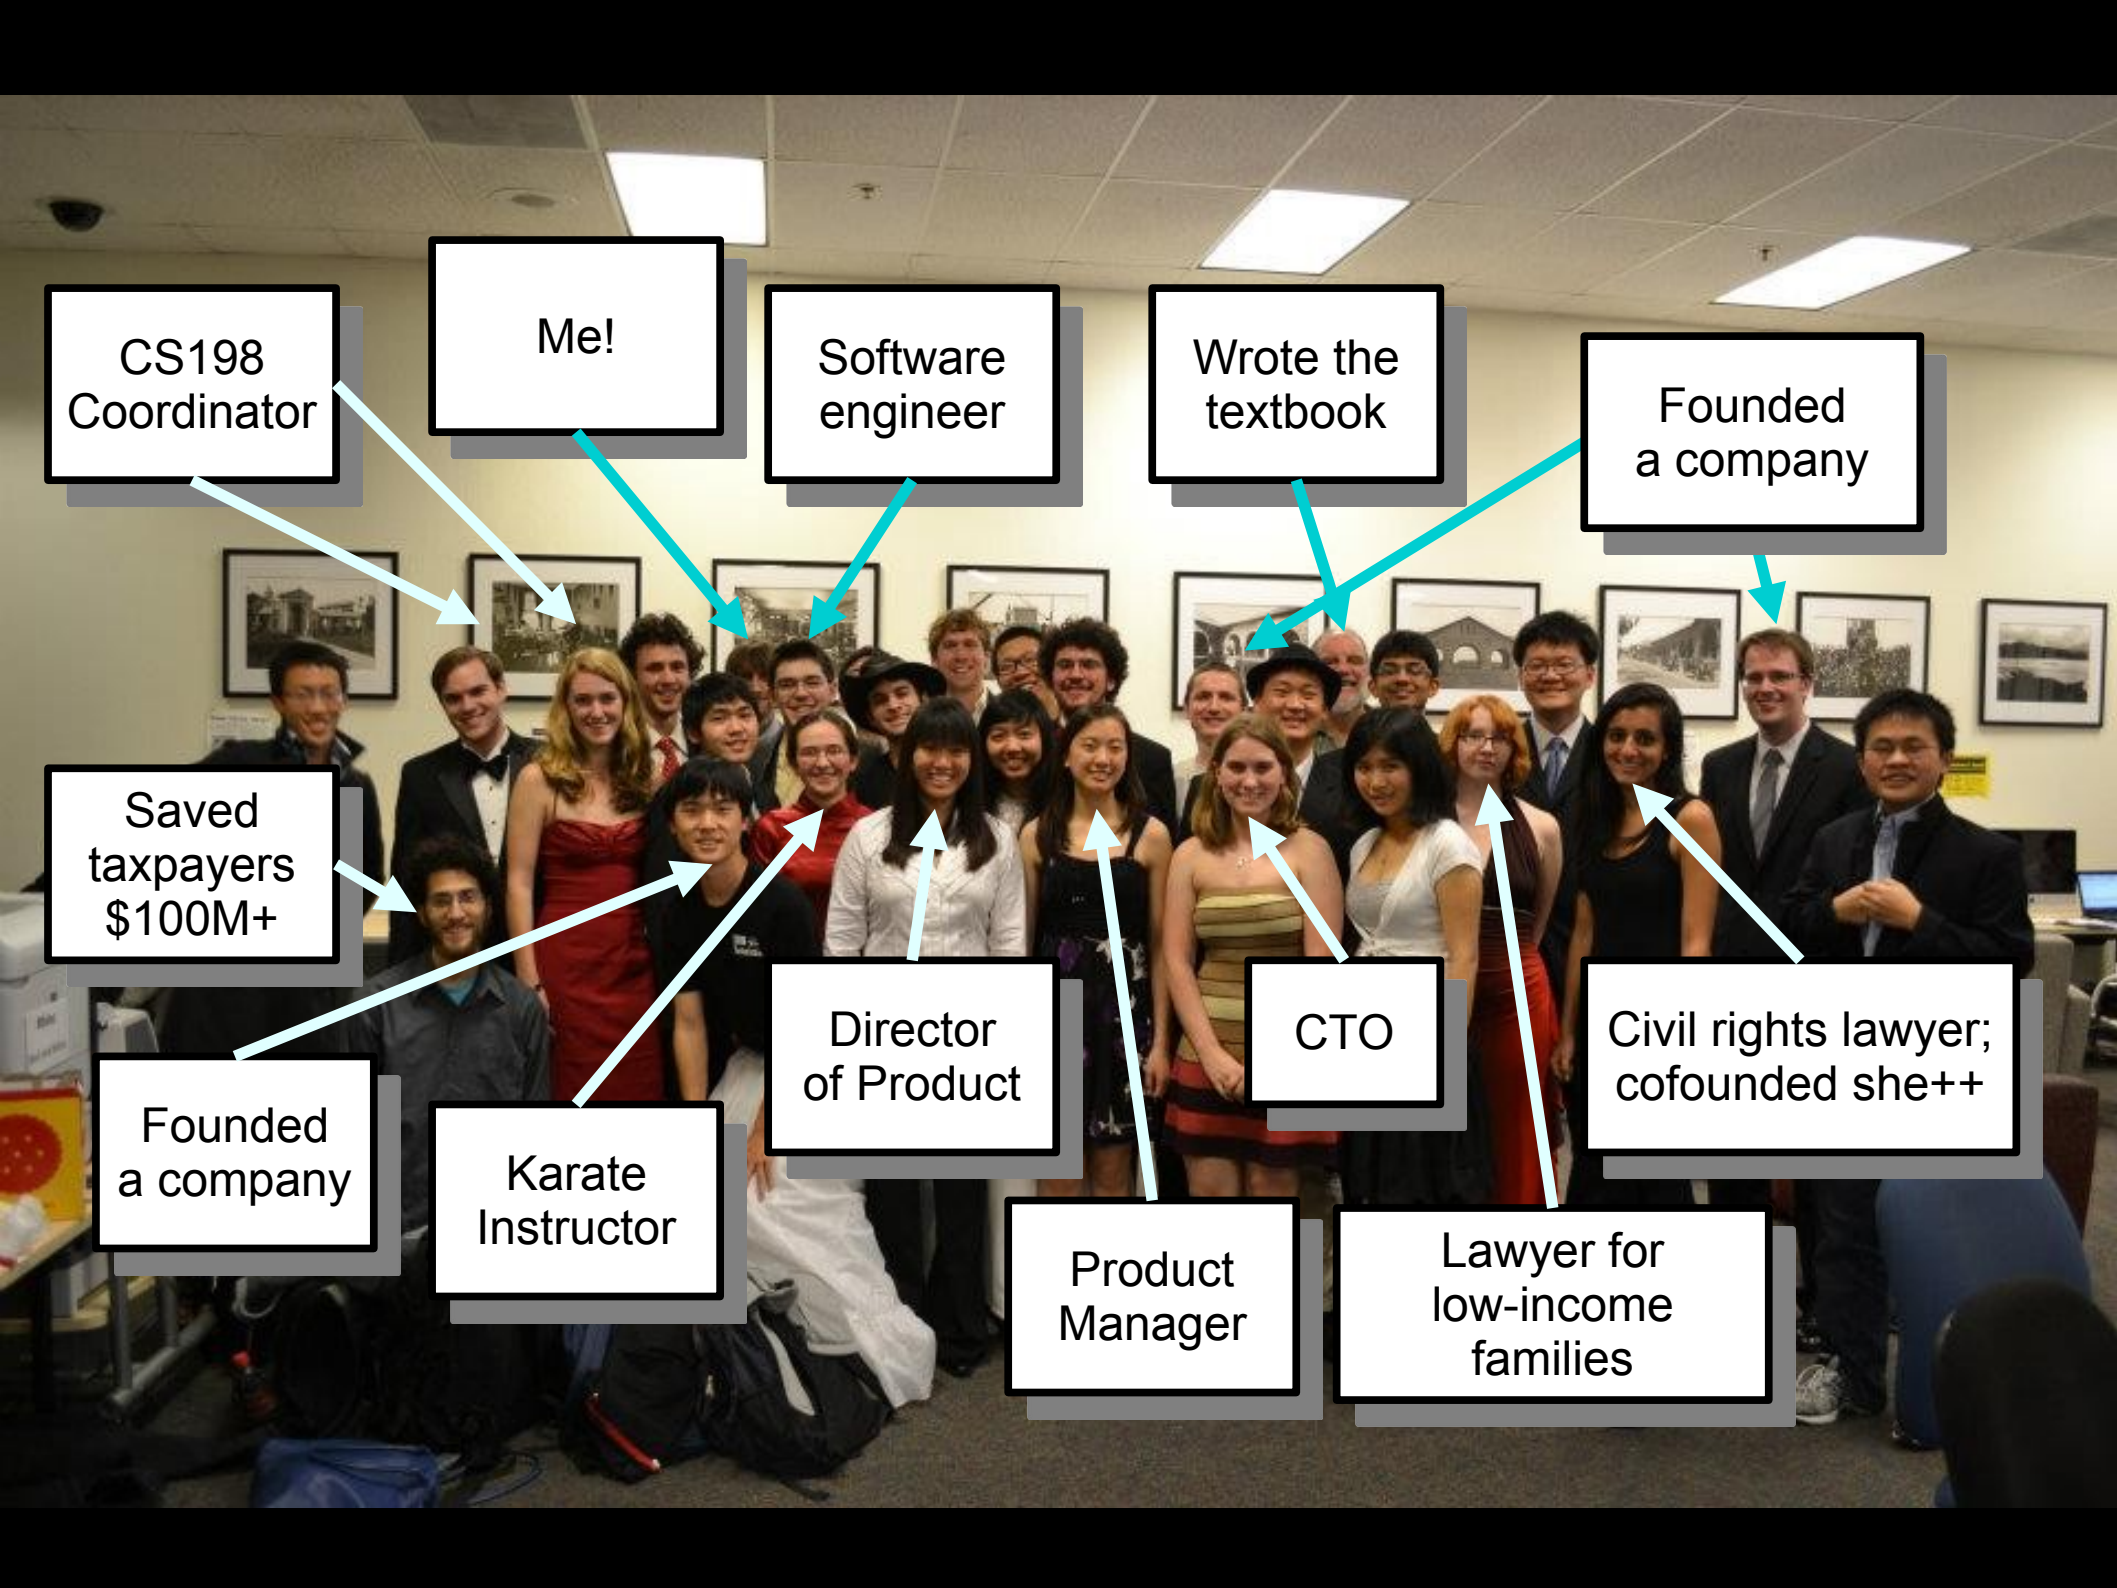 CS198
Coordinator
Me!
Software
engineer
Wrote the
textbook
Founded
a company
Saved
taxpayers
$100M+
Founded
a company
Karate
Instructor
Director
of Product
Product
Manager
CTO
Lawyer for
low-income
families
Civil rights lawyer;
cofounded she++